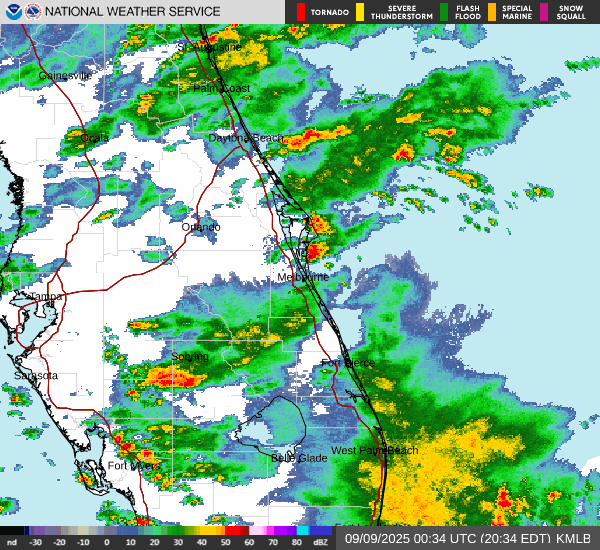 NATIONAL WEATHER SERVICE
TORNADO
SEVERE THUNDERSTORM
FLASH FLOOD
SPECIAL MARINE
SNOW SQUALL
St. Augustine
Gainesville
Palm Coast
Ocala
Daytona Beach
Orlando
Melbourne
Tampa
Sebring
Fort Pierce
Sarasota
West Palm Beach
Belle Glade
Fort Myers
nd -30 -20 -10 0 10 20 30 40 50 60 70 80 dBZ
09/09/2025 00:34 UTC (20:34 EDT) KMLB